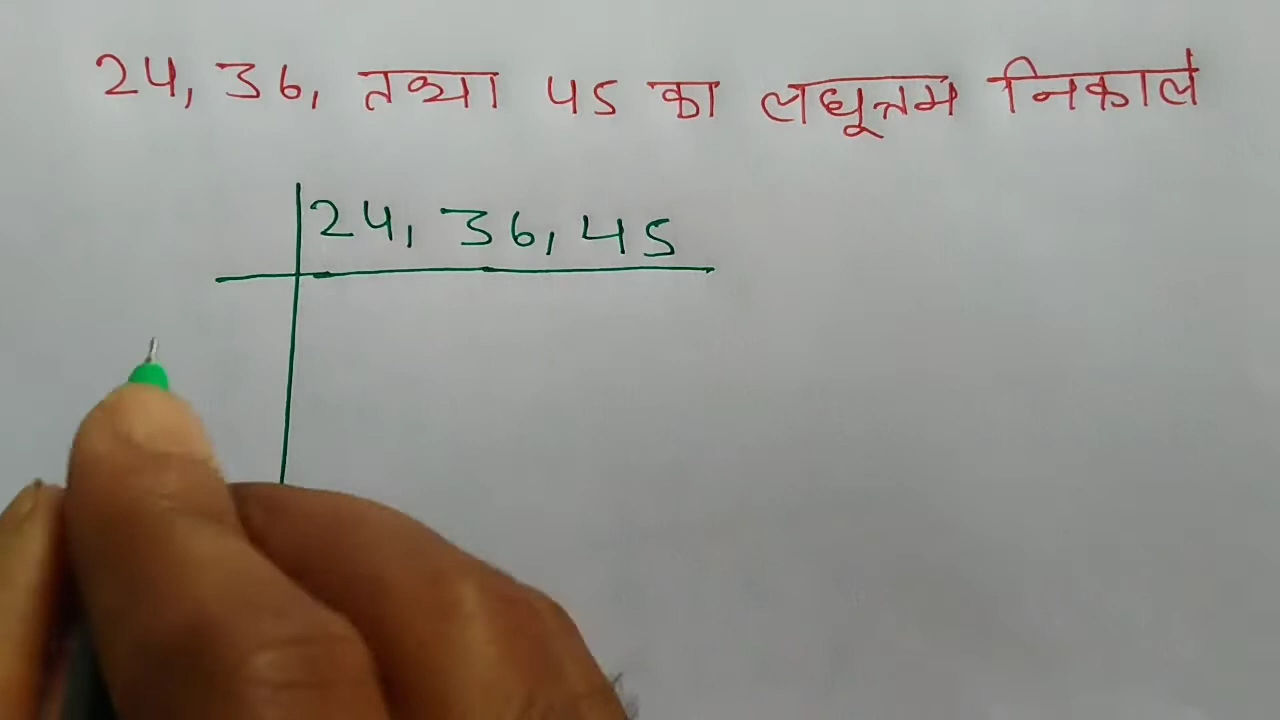 24, 36, तथा 45 का लघूत्तम निकाले
24, 36, 45